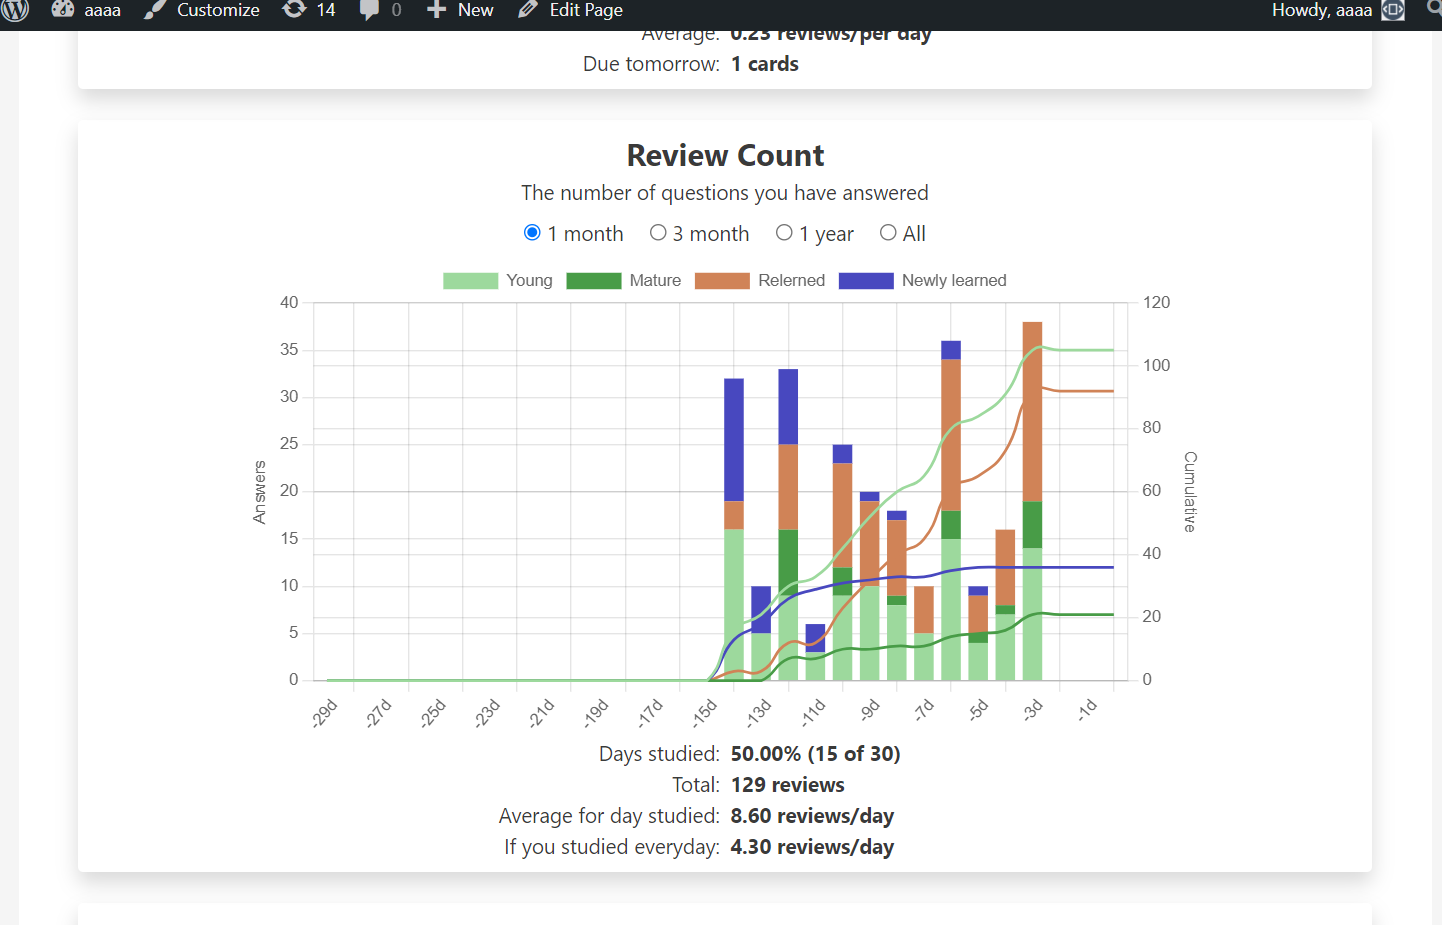 aaaa Customize 14 0 New Edit Page Howdy, aaaa
Average: 0.23 reviews/per day
Due tomorrow: 1 cards
Review Count
The number of questions you have answered
1 month 3 month 1 year All
Young Mature Relerned Newly learned
40 120
35
100
30
80
25
20 60
15
40
10
20
5
0 0
Answers
Cumulative
-29d -27d -25d -23d -21d -19d -17d -15d -13d -11d -9d -7d -5d -3d -1d
Days studied: 50.00% (15 of 30)
Total: 129 reviews
Average for day studied: 8.60 reviews/day
If you studied everyday: 4.30 reviews/day